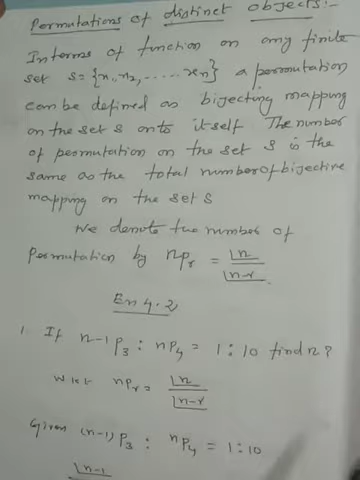 Permutations of distinct objects:-
Interms of function on any finite
set s = {x1, x2, ..... xn} a permutation
can be defined as bijecting mapping
on the set s onto itself The number
of permutation on the set S is the
same as the total number of bijective
mapping on the set S
We denote the number of
permutation by nPr = ⌊n / ⌊n-r
Ex 4.2
1. If n-1P3 : nP4 = 1:10 find n?
w.k.t nPr = ⌊n / ⌊n-r
Given (n-1)P3 : nP4 = 1:10
⌊n-1